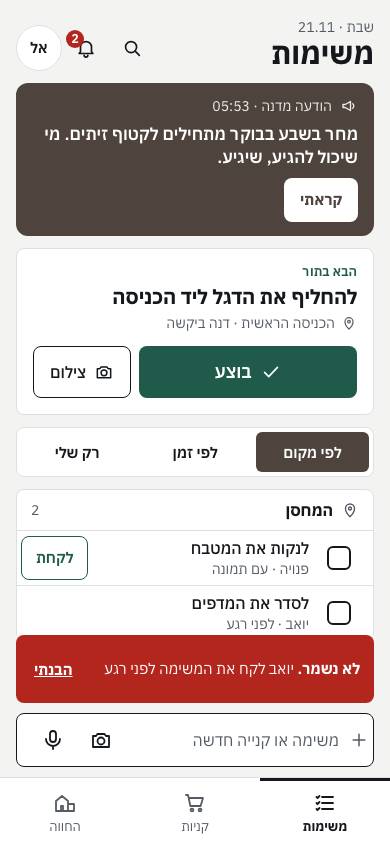 שבת · 21.11
משימות
2
אל
הודעה מדנה · 05:53
מחר בשבע בבוקר מתחילים לקטוף זיתים. מי
שיכול להגיע, שיגיע.
קראתי
הבא בתור
להחליף את הדגל ליד הכניסה
הכניסה הראשית · דנה ביקשה
בוצע
צילום
לפי מקום
לפי זמן
רק שלי
המחסן
2
לנקות את המטבח
פנויה · עם תמונה
לקחת
לסדר את המדפים
יואב · לפני רגע
לא נשמר. יואב לקח את המשימה לפני רגע
הבנתי
משימה או קנייה חדשה
משימות
קניות
החווה